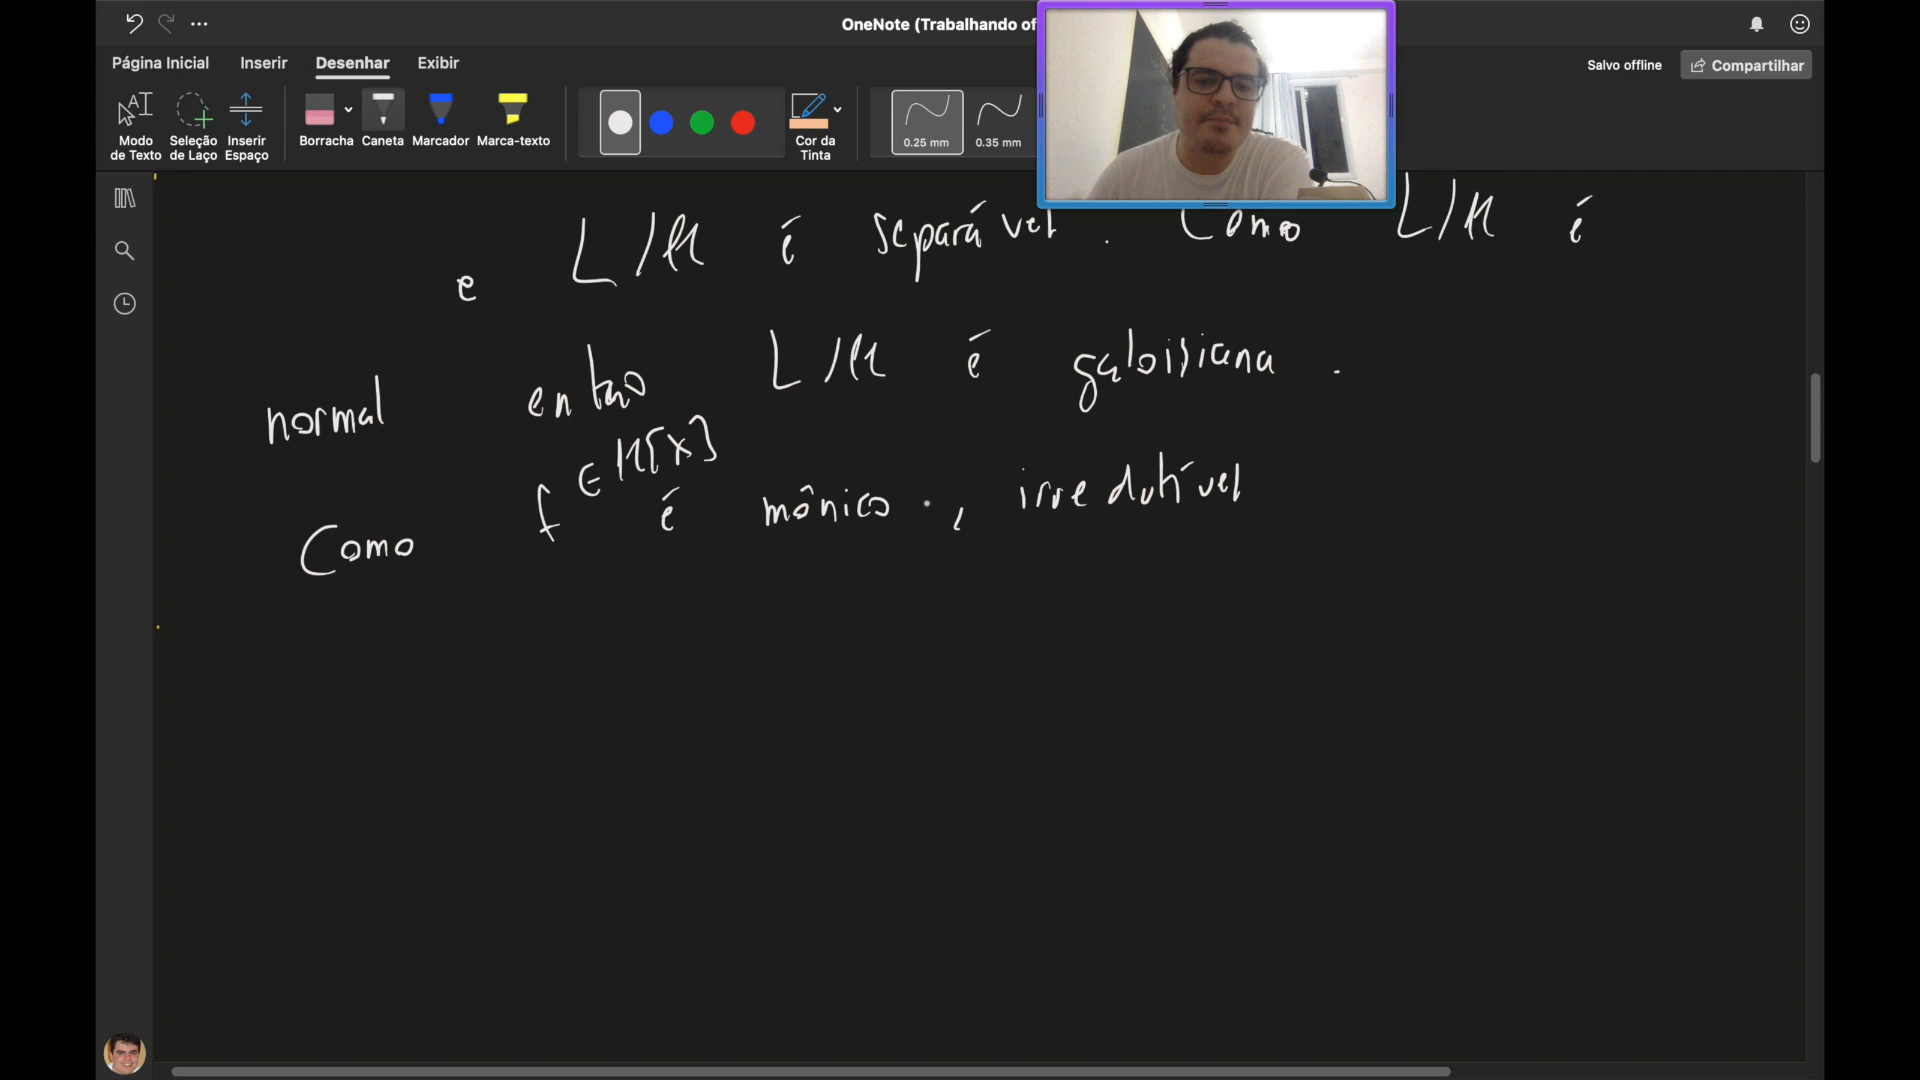 OneNote (Trabalhando of
Página Inicial Inserir Desenhar Exibir
Salvo offline Compartilhar
Modo de Texto
Seleção de Laço
Inserir Espaço
Borracha Caneta Marcador Marca-texto
Cor da Tinta
0.25 mm 0.35 mm
e L/K é separável. Como L/K é
normal então L/K é galoisiana.
Como f ∈ K[x] é mônico, irredutível